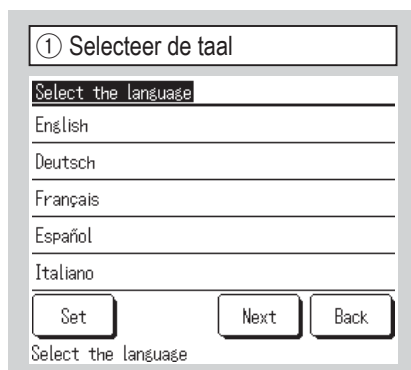 ① Selecteer de taal
Select the language
English
Deutsch
Français
Español
Italiano
Set Next Back
Select the language